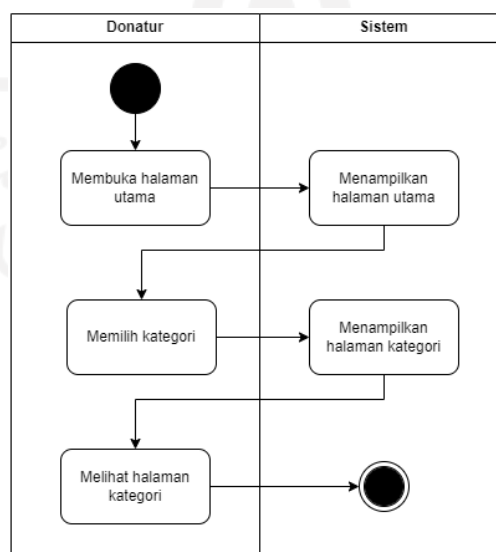 Donatur
Sistem
Membuka halaman
utama
Menampilkan
halaman utama
Memilih kategori
Menampilkan
halaman kategori
Melihat halaman
kategori